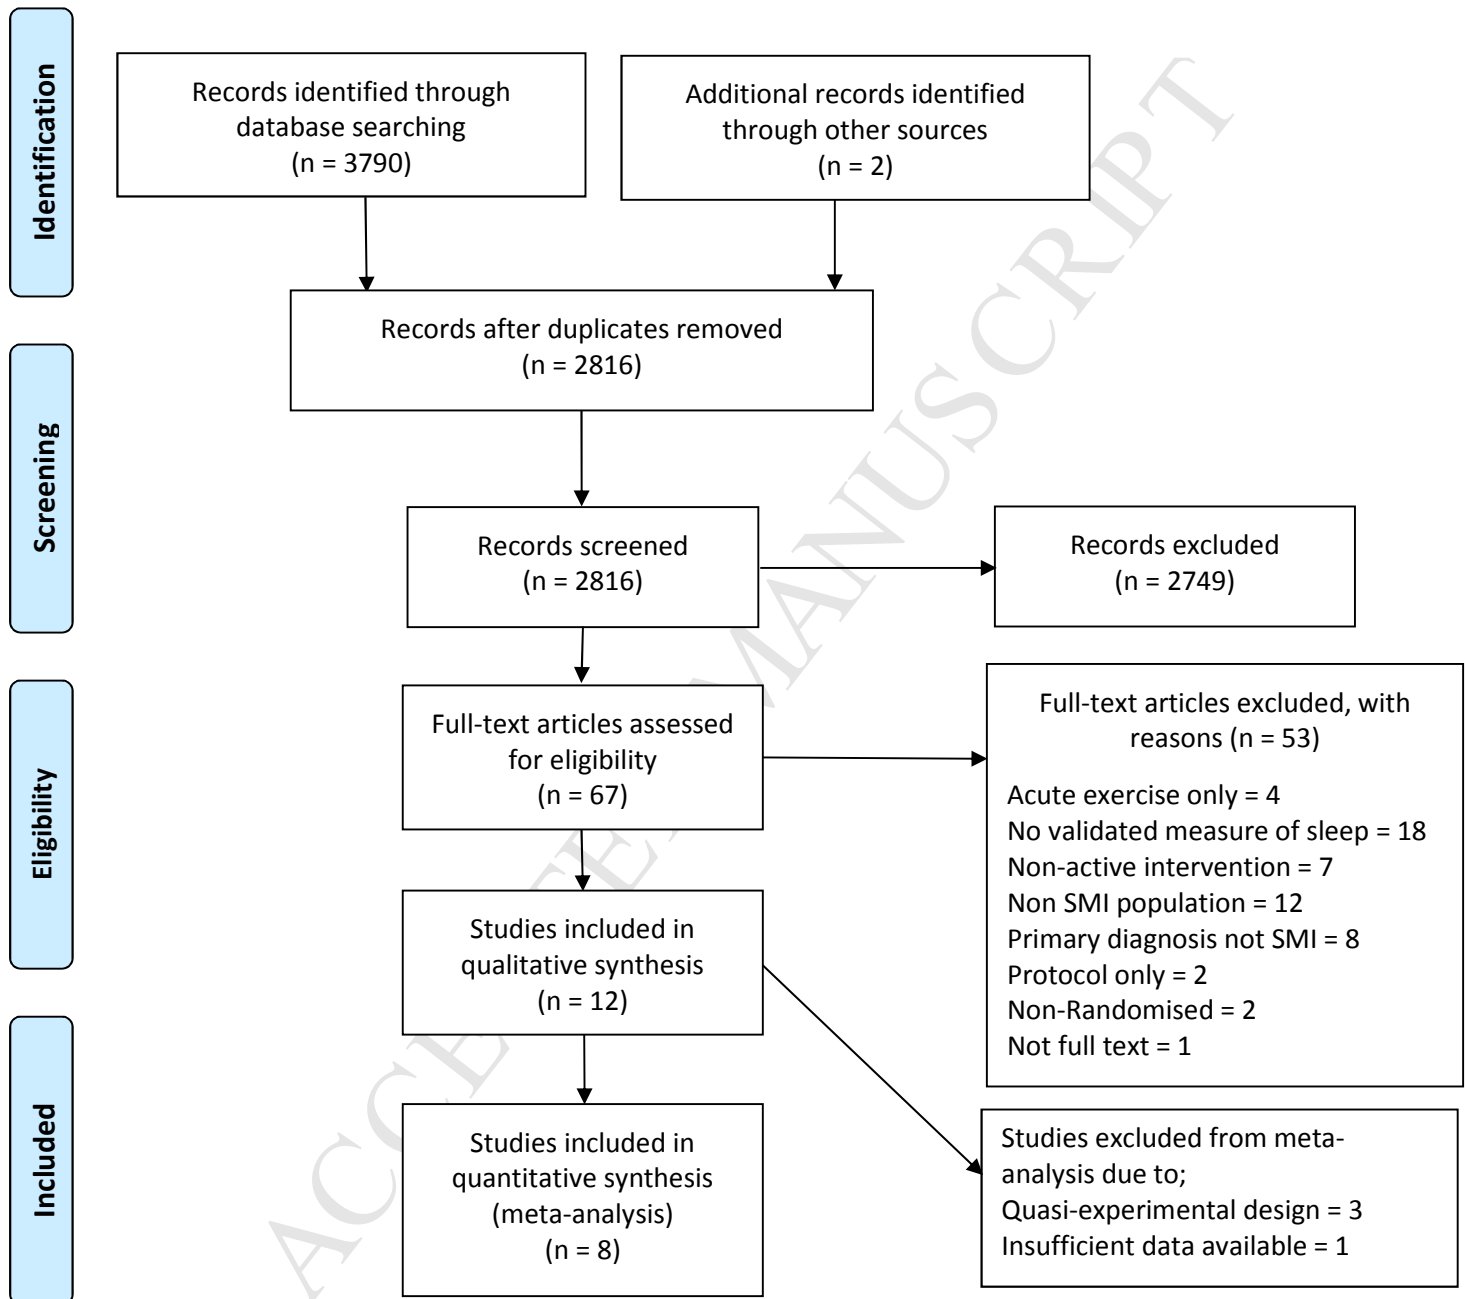 Identification
Records identified through
database searching
(n = 3790)
Additional records identified
through other sources
(n = 2)
Records after duplicates removed
(n = 2816)
Screening
Records screened
(n = 2816)
Records excluded
(n = 2749)
Eligibility
Full-text articles assessed
for eligibility
(n = 67)
Full-text articles excluded, with
reasons (n = 53)
Acute exercise only = 4
No validated measure of sleep = 18
Non-active intervention = 7
Non SMI population = 12
Primary diagnosis not SMI = 8
Protocol only = 2
Non-Randomised = 2
Not full text = 1
Studies included in
qualitative synthesis
(n = 12)
Included
Studies included in
quantitative synthesis
(meta-analysis)
(n = 8)
Studies excluded from meta-
analysis due to;
Quasi-experimental design = 3
Insufficient data available = 1
MANUSCRIPT